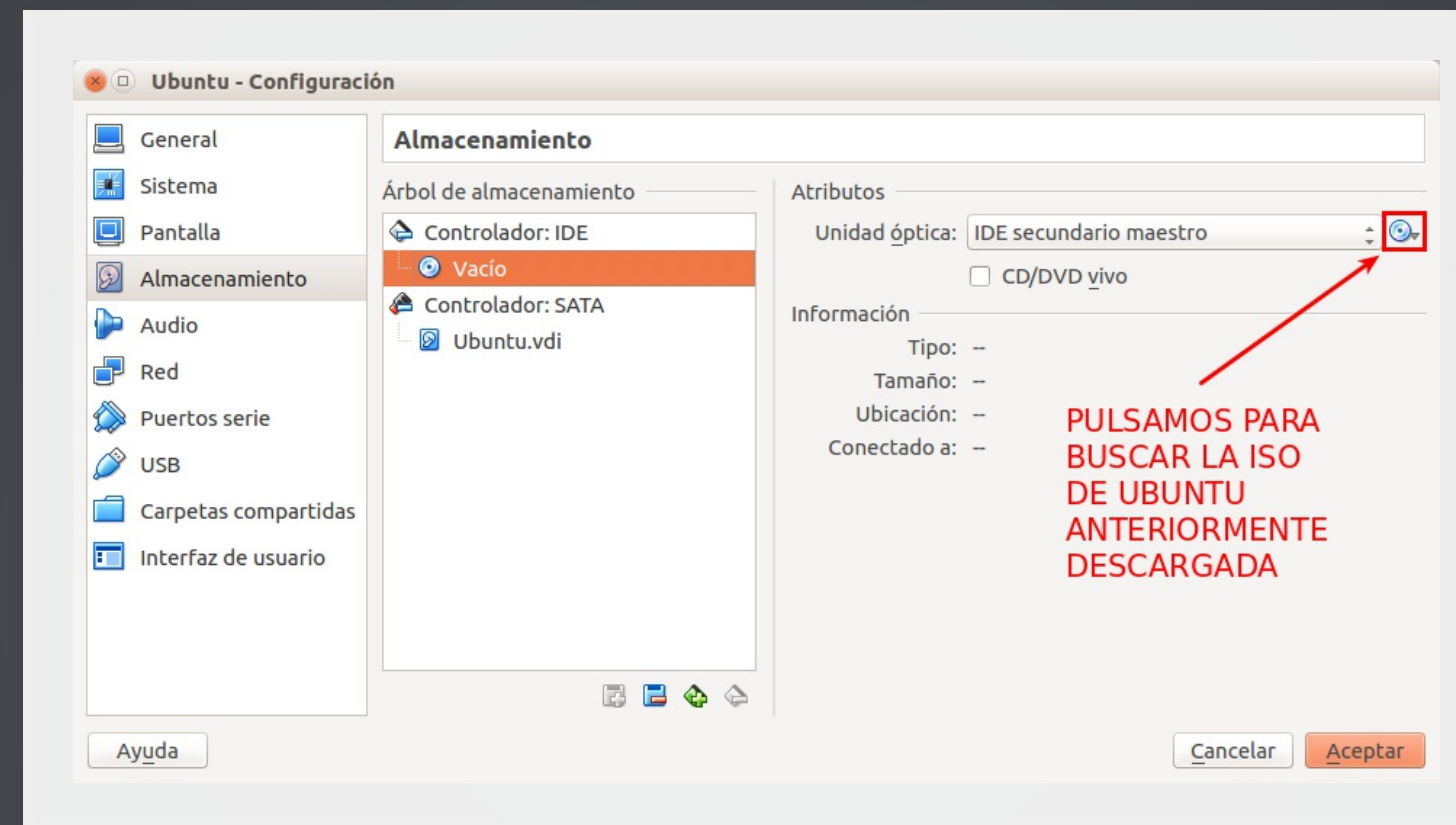 Ubuntu - Configuración
General
Sistema
Pantalla
Almacenamiento
Audio
Red
Puertos serie
USB
Carpetas compartidas
Interfaz de usuario
Almacenamiento
Árbol de almacenamiento
Controlador: IDE
Vacío
Controlador: SATA
Ubuntu.vdi
Atributos
Unidad óptica: IDE secundario maestro
CD/DVD vivo
Información
Tipo: --
Tamaño: --
Ubicación: --
Conectado a: --
PULSAMOS PARA
BUSCAR LA ISO
DE UBUNTU
ANTERIORMENTE
DESCARGADA
Ayuda
Cancelar
Aceptar